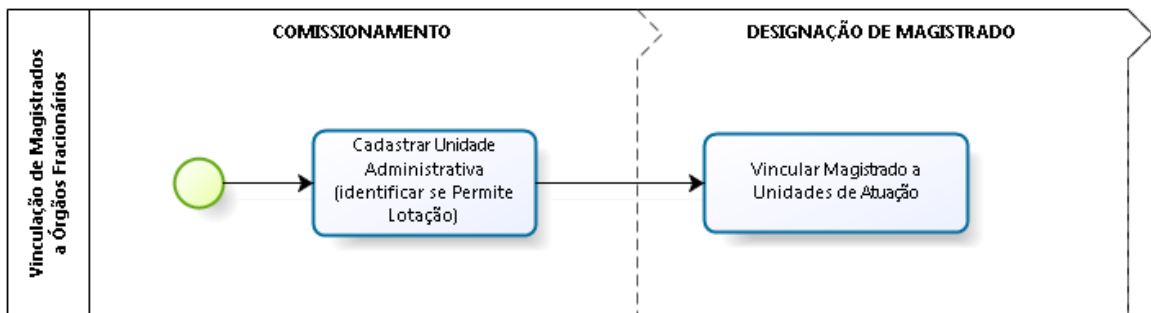 Vinculação de Magistrados
a Órgãos Fracionários
COMISSIONAMENTO
DESIGNAÇÃO DE MAGISTRADO
Cadastrar Unidade
Administrativa
(identificar se Permite
Lotação)
Vincular Magistrado a
Unidades de Atuação